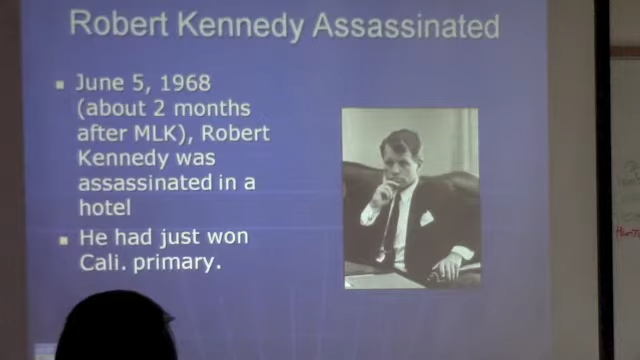 Robert Kennedy Assassinated
June 5, 1968
(about 2 months
after MLK), Robert
Kennedy was
assassinated in a
hotel
He had just won
Cali. primary.